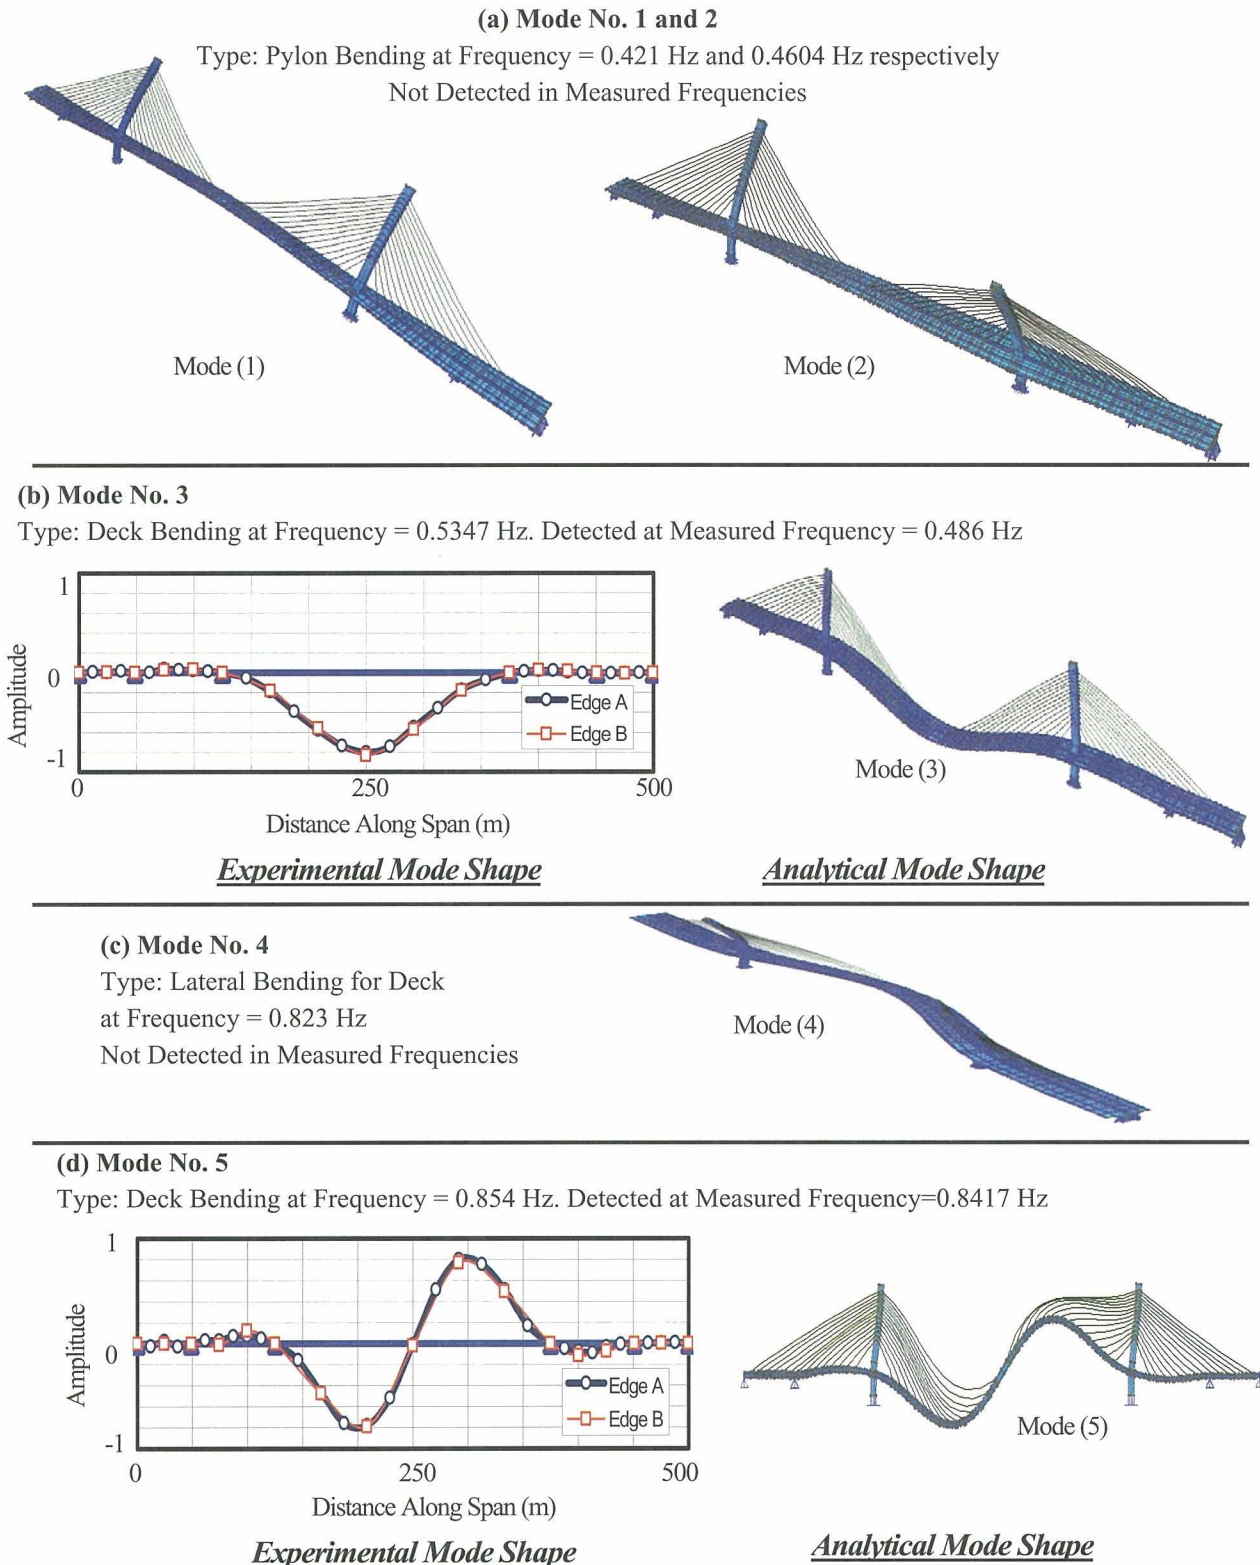 (a) Mode No. 1 and 2
Type: Pylon Bending at Frequency = 0.421 Hz and 0.4604 Hz respectively
Not Detected in Measured Frequencies
Mode (1)
Mode (2)
(b) Mode No. 3
Type: Deck Bending at Frequency = 0.5347 Hz. Detected at Measured Frequency = 0.486 Hz
1
0
-1
Amplitude
Edge A
Edge B
0
250
500
Distance Along Span (m)
Experimental Mode Shape
Mode (3)
Analytical Mode Shape
(c) Mode No. 4
Type: Lateral Bending for Deck
at Frequency = 0.823 Hz
Not Detected in Measured Frequencies
Mode (4)
(d) Mode No. 5
Type: Deck Bending at Frequency = 0.854 Hz. Detected at Measured Frequency=0.8417 Hz
1
0
-1
Amplitude
Edge A
Edge B
0
250
500
Distance Along Span (m)
Experimental Mode Shape
Mode (5)
Analytical Mode Shape